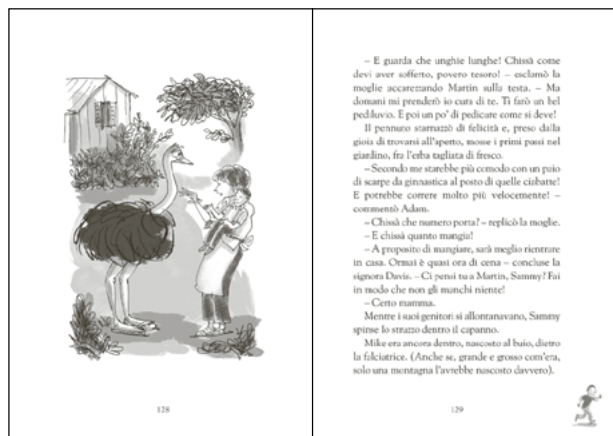 – E guarda che unghie lunghe! Chissà come
devi aver sofferto, povero tesoro! – esclamò la
moglie accarezzando Martin sulla testa. – Ma
domani mi prenderò io cura di te. Ti farò un bel
pediluvio. E poi un po' di pedicure come si deve!
Il pennuto starnazzò di felicità e, preso dalla
gioia di trovarsi all'aperto, mosse i primi passi nel
giardino, fra l'erba tagliata di fresco.
– Secondo me starebbe più comodo con un paio
di scarpe da ginnastica al posto di quelle ciabatte!
E potrebbe correre molto più velocemente! –
commentò Adam.
– Chissà che numero porta? – replicò la moglie.
– E chissà quanto mangia!
– A proposito di mangiare, sarà meglio rientrare
in casa. Ormai è quasi ora di cena – concluse la
signora Davis. – Ci pensi tu a Martin, Sammy? Fai
in modo che non gli manchi niente!
– Certo mamma.
Mentre i suoi genitori si allontanavano, Sammy
spinse lo struzzo dentro il capanno.
Mike era ancora dentro, nascosto al buio, dietro
la falciatrice. (Anche se, grande e grosso com'era,
solo una montagna l'avrebbe nascosto davvero).
128
129